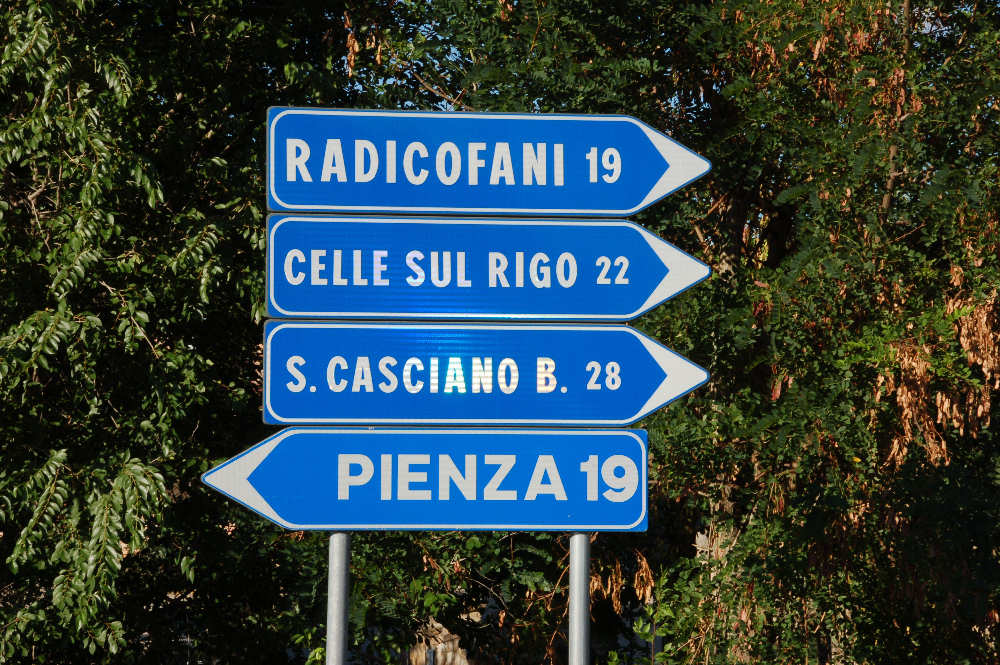 RADICOFANI 19
CELLE SUL RIGO 22
S. CASCIANO B. 28
PIENZA 19